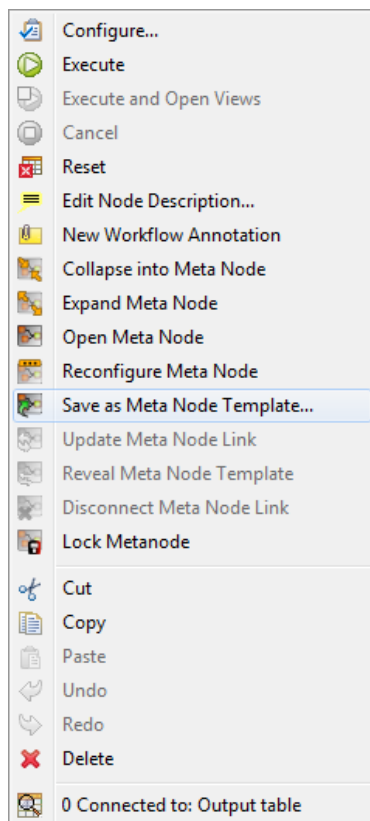 Configure...
Execute
Execute and Open Views
Cancel
Reset
Edit Node Description...
New Workflow Annotation
Collapse into Meta Node
Expand Meta Node
Open Meta Node
Reconfigure Meta Node
Save as Meta Node Template...
Update Meta Node Link
Reveal Meta Node Template
Disconnect Meta Node Link
Lock Metanode
Cut
Copy
Paste
Undo
Redo
Delete
0 Connected to: Output table